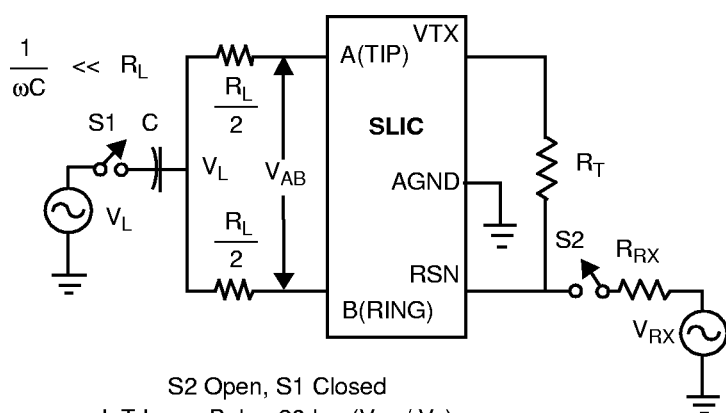 1
ωC
<< R_L
S1
C
V_L
V_L
R_L
2
R_L
2
V_AB
A(TIP)
VTX
SLIC
AGND
RSN
B(RING)
R_T
S2
R_RX
V_RX
S2 Open, S1 Closed